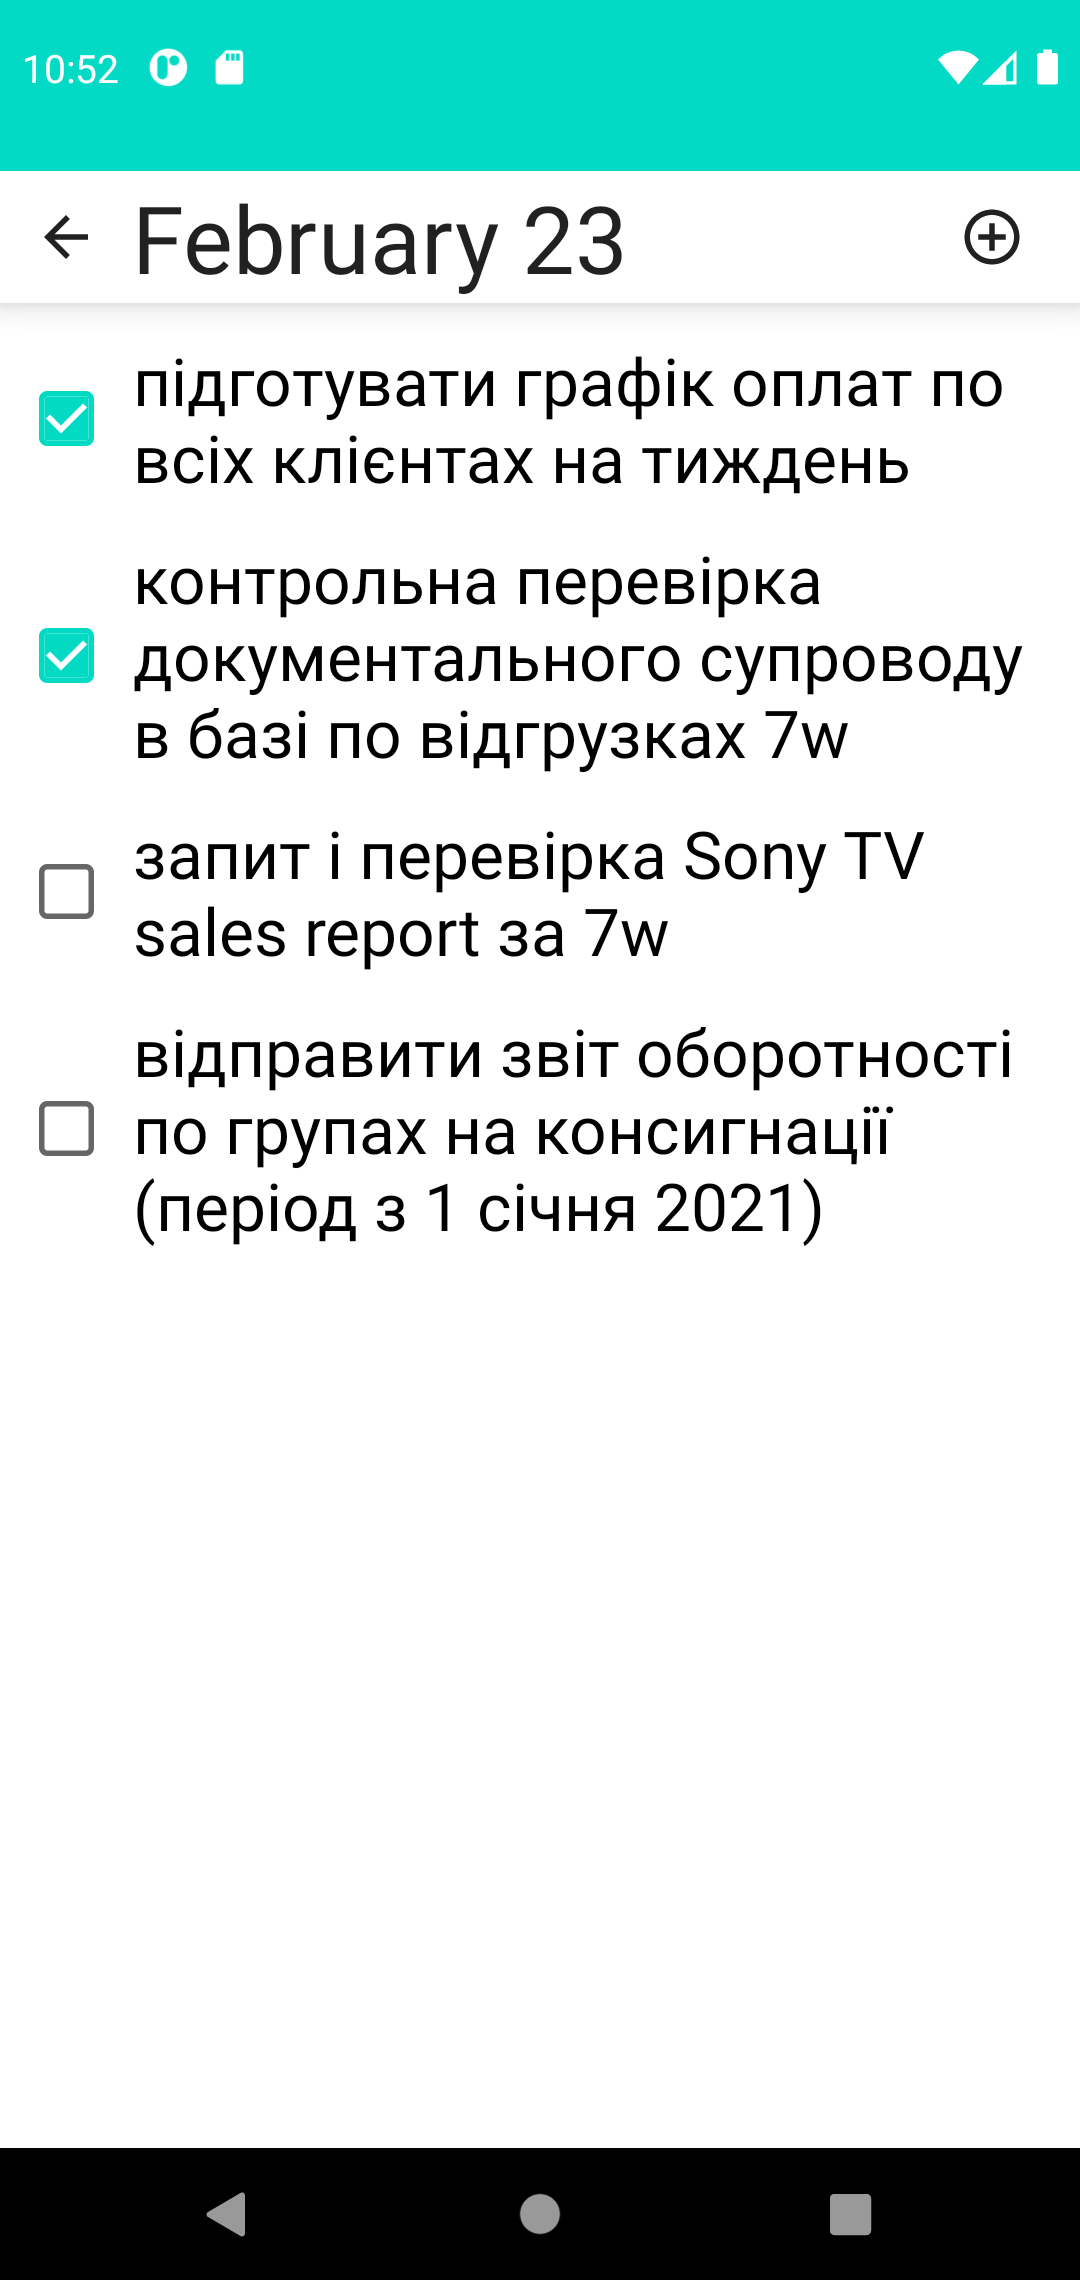 10:52
February 23
підготувати графік оплат по
всіх клієнтах на тиждень
контрольна перевірка
документального супроводу
в базі по відгрузках 7w
запит і перевірка Sony TV
sales report за 7w
відправити звіт оборотності
по групах на консигнації
(період з 1 січня 2021)